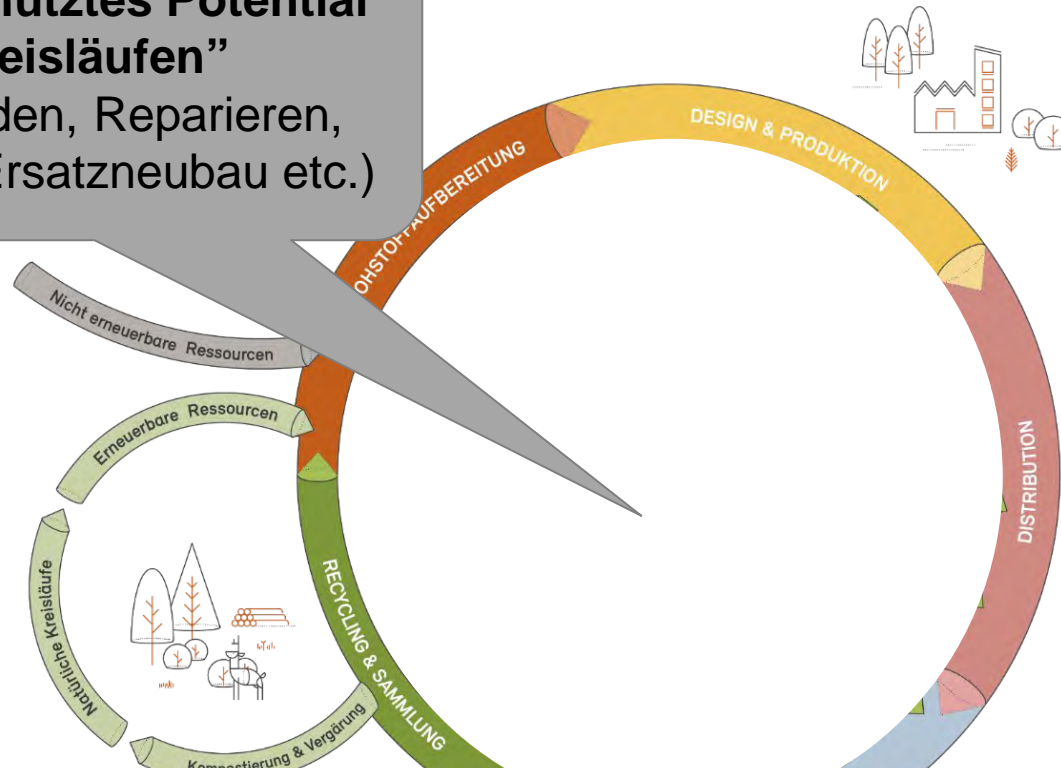 nutztes Potential
eisläufen”
den, Reparieren,
Ersatzneubau etc.)
OHSTOFFAUFBEREITUNG
DESIGN & PRODUKTION
DISTRIBUTION
Nicht erneuerbare Ressourcen
Erneuerbare Ressourcen
Natürliche Kreisläufe
RECYCLING & SAMMLUNG
Kompostierung & Vergärung